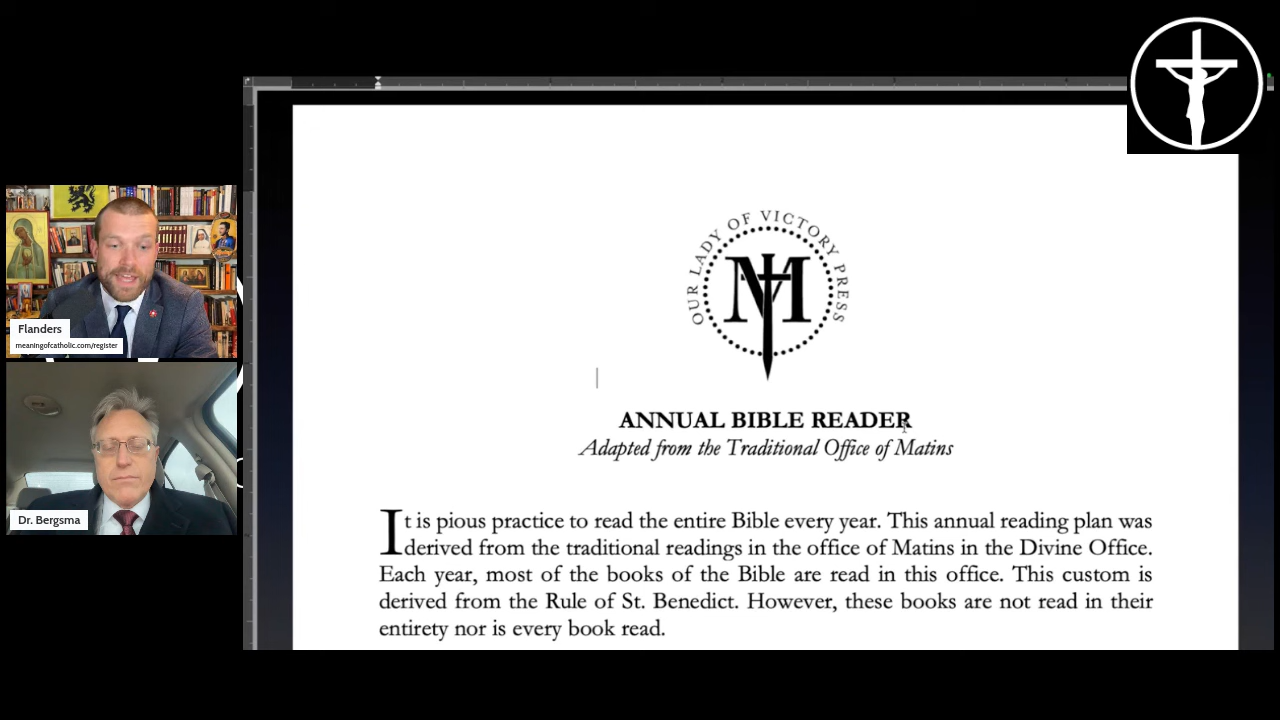 OUR LADY OF VICTORY PRESS
M
ANNUAL BIBLE READER
Adapted from the Traditional Office of Matins
It is pious practice to read the entire Bible every year. This annual reading plan was
derived from the traditional readings in the office of Matins in the Divine Office.
Each year, most of the books of the Bible are read in this office. This custom is
derived from the Rule of St. Benedict. However, these books are not read in their
entirety nor is every book read.
Flanders
meaningofcatholic.com/register
Dr. Bergsma